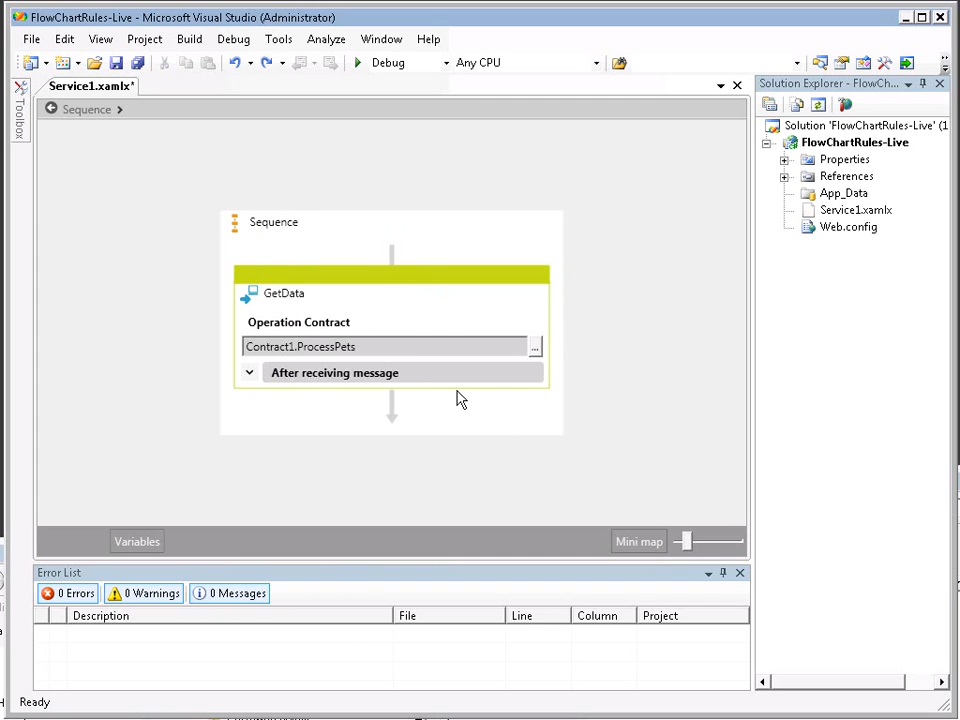 FlowChartRules-Live - Microsoft Visual Studio (Administrator)
File Edit View Project Build Debug Tools Analyze Window Help
Debug Any CPU
Service1.xamlx*
Toolbox
Sequence
Sequence
GetData
Operation Contract
Contract1.ProcessPets ...
After receiving message
Variables
Mini map
Error List
0 Errors 0 Warnings 0 Messages
Description File Line Column Project
Solution Explorer - FlowCh...
Solution 'FlowChartRules-Live' (1
FlowChartRules-Live
Properties
References
App_Data
Service1.xamlx
Web.config
Ready